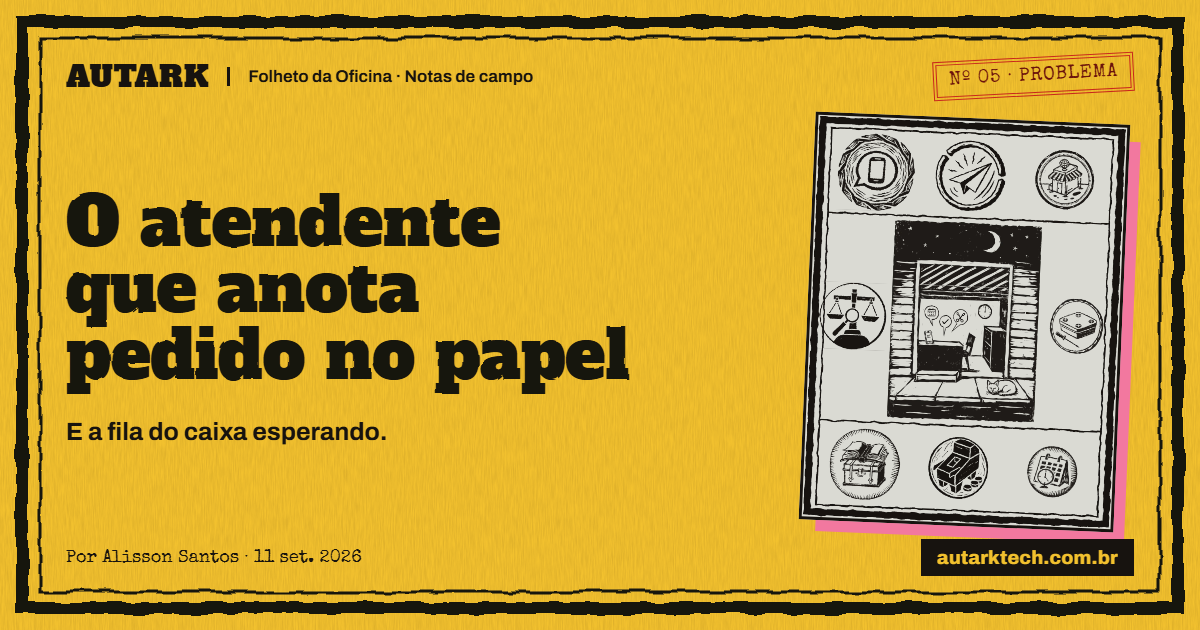 AUTARK
Folheto da Oficina · Notas de campo
Nº 05 · PROBLEMA
O atendente
que anota
pedido no papel
E a fila do caixa esperando.
Por Alisson Santos · 11 set. 2026
autarktech.com.br